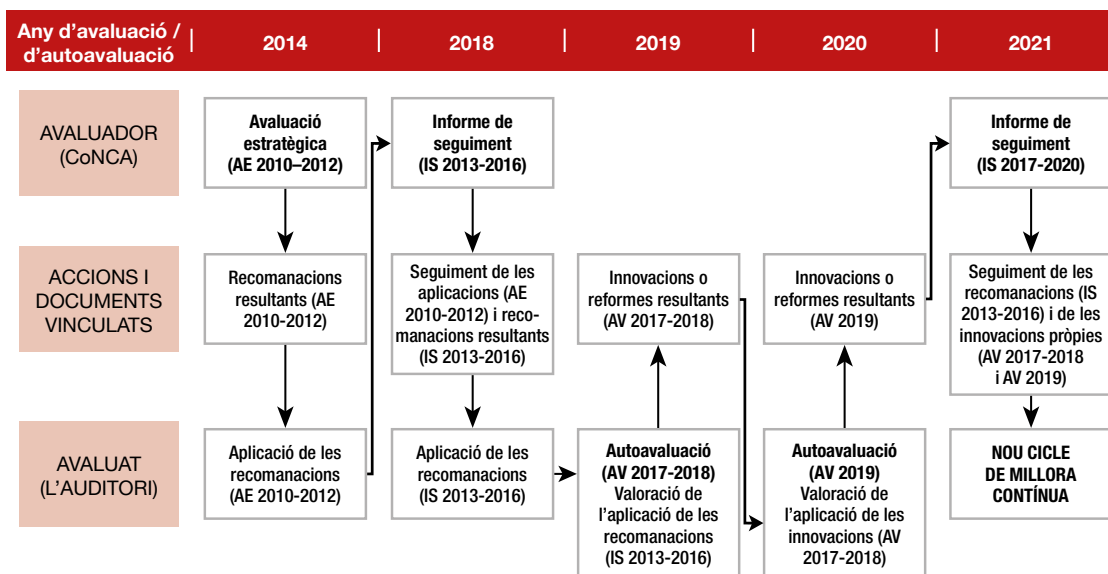 Any d’avaluació /
d’autoavaluació
2014
2018
2019
2020
2021
AVALUADOR
(CoNCA)
Avaluació
estratègica
(AE 2010–2012)
Informe de
seguiment
(IS 2013-2016)
Informe de
seguiment
(IS 2017-2020)
ACCIONS I
DOCUMENTS
VINCULATS
Recomanacions
resultants (AE
2010-2012)
Seguiment de les
aplicacions (AE
2010-2012) i reco-
manacions resultants
(IS 2013-2016)
Innovacions o
reformes resultants
(AV 2017-2018)
Innovacions o
reformes resultants
(AV 2019)
Seguiment de les
recomanacions (IS
2013-2016) i de les
innovacions pròpies
(AV 2017-2018
i AV 2019)
AVALUAT
(L’AUDITORI)
Aplicació de les
recomanacions
(AE 2010-2012)
Aplicació de les
recomanacions
(IS 2013-2016)
Autoavaluació
(AV 2017-2018)
Valoració de
l’aplicació de les
recomanacions
(IS 2013-2016)
Autoavaluació
(AV 2019)
Valoració de
l’aplicació de les
innovacions (AV
2017-2018)
NOU CICLE
DE MILLORA
CONTÍNUA